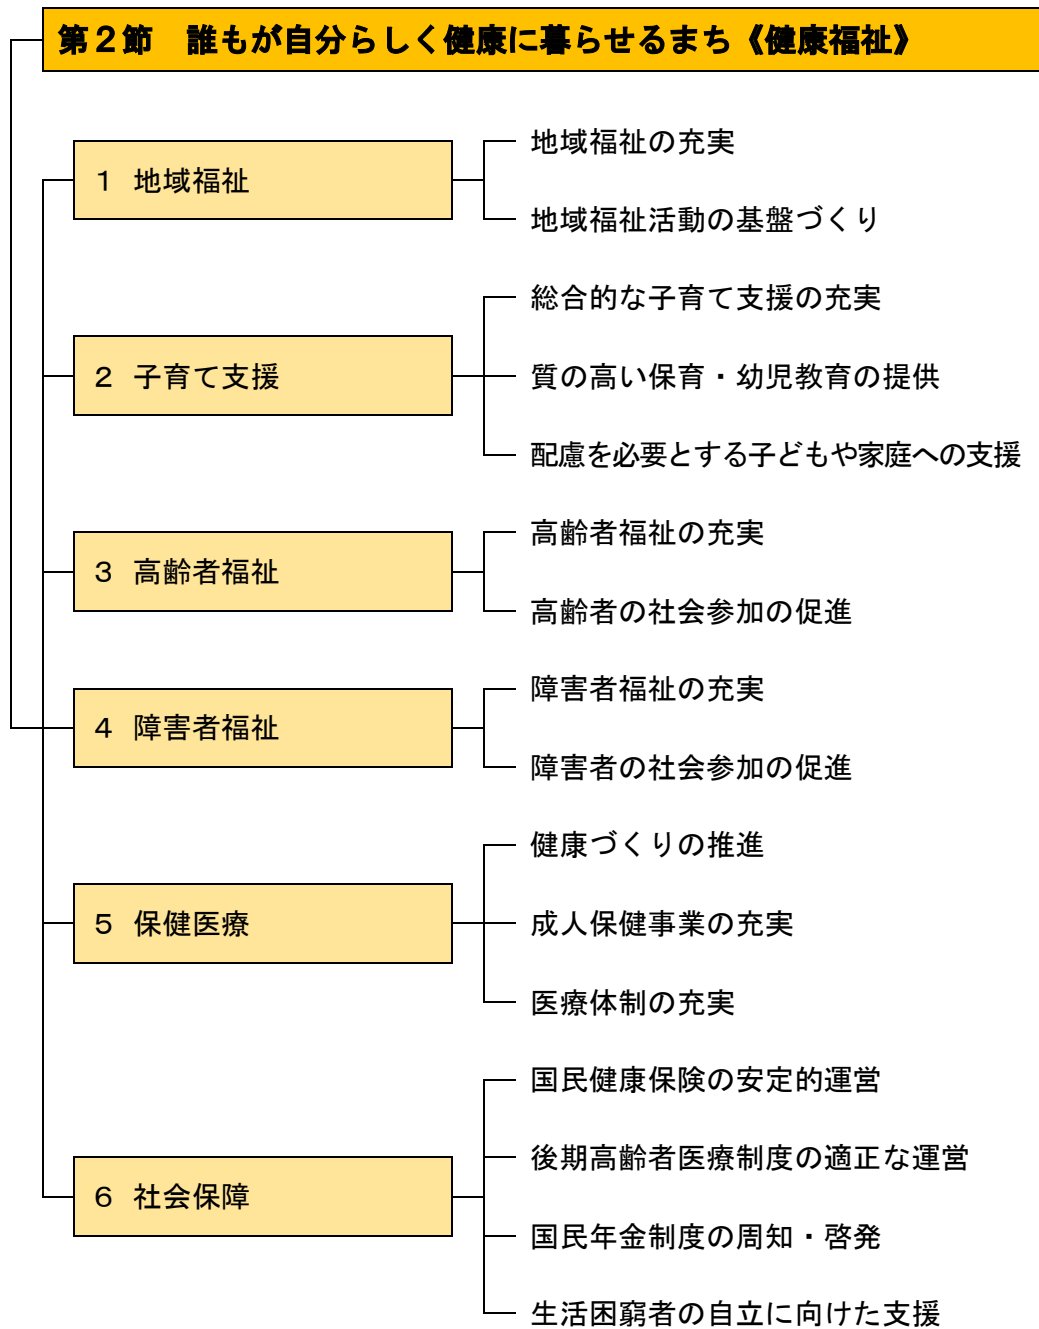 第２節　誰もが自分らしく健康に暮らせるまち《健康福祉》
１ 地域福祉
地域福祉の充実
地域福祉活動の基盤づくり
２ 子育て支援
総合的な子育て支援の充実
質の高い保育・幼児教育の提供
配慮を必要とする子どもや家庭への支援
３ 高齢者福祉
高齢者福祉の充実
高齢者の社会参加の促進
４ 障害者福祉
障害者福祉の充実
障害者の社会参加の促進
５ 保健医療
健康づくりの推進
成人保健事業の充実
医療体制の充実
６ 社会保障
国民健康保険の安定的運営
後期高齢者医療制度の適正な運営
国民年金制度の周知・啓発
生活困窮者の自立に向けた支援